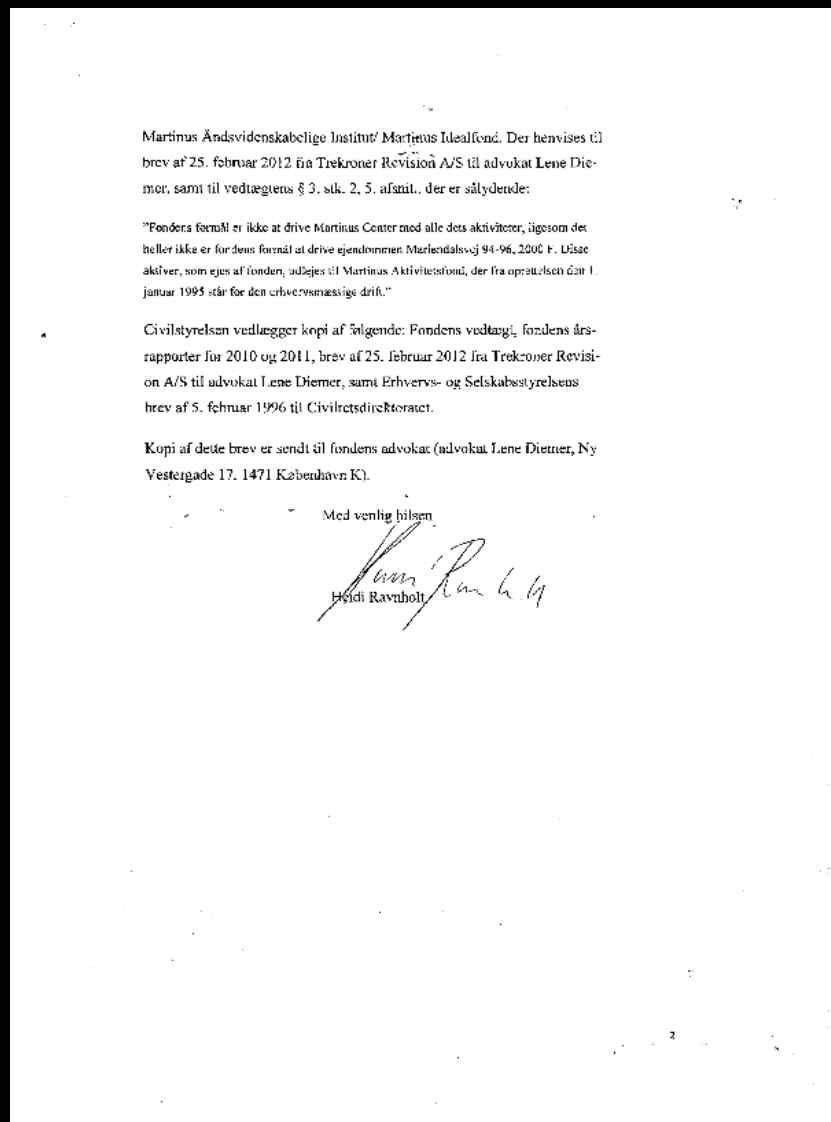 Martinus Åndsvidenskabelige Institut/ Martinus Idealfond. Der henvises til
brev af 25. februar 2012 fra Trekroner Revision A/S til advokat Lene Die-
mer, samt til vedtægtens § 3, stk. 2, 5. afsnit., der er sålydende:
”Fondens formål er ikke at drive Martinus Center med alle dets aktiviteter, ligesom det
heller ikke er fondens formål at drive ejendommen Mariendalsvej 94-96, 2000 F. Disse
aktiver, som ejes af fonden, udlejes til Martinus Aktivitetsfond, der fra oprettelsen den 1.
januar 1995 står for den erhvervsmæssige drift.”
Civilstyrelsen vedlægger kopi af følgende: Fondens vedtægt, fondens års-
rapporter for 2010 og 2011, brev af 25. februar 2012 fra Trekroner Revisi-
on A/S til advokat Lene Diemer, samt Erhvervs- og Selskabsstyrelsens
brev af 5. februar 1996 til Civilretsdirektoratet.
Kopi af dette brev er sendt til fondens advokat (advokat Lene Diemer, Ny
Vestergade 17, 1471 København K).
Med venlig hilsen
Heidi Ravnholt
2